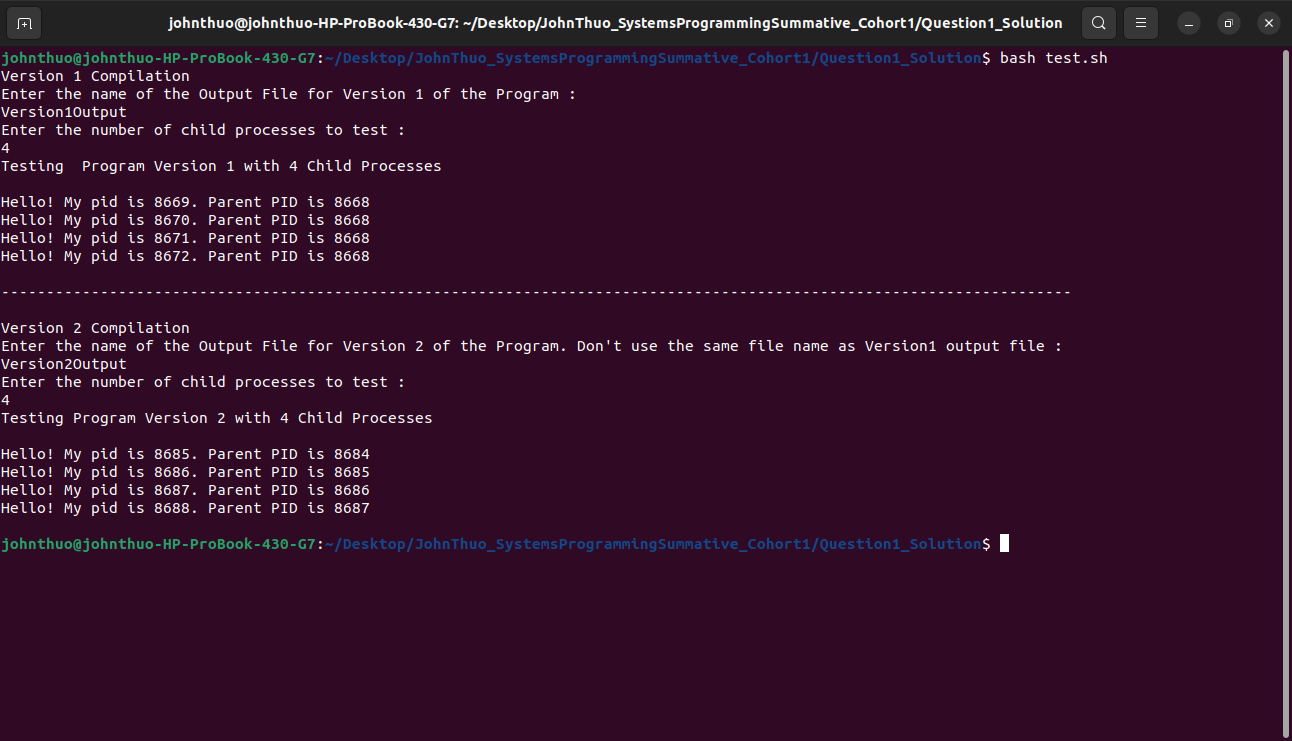 johnthuo@johnthuo-HP-ProBook-430-G7: ~/Desktop/JohnThuo_SystemsProgrammingSummative_Cohort1/Question1_Solution
johnthuo@johnthuo-HP-ProBook-430-G7:~/Desktop/JohnThuo_SystemsProgrammingSummative_Cohort1/Question1_Solution$ bash test.sh
Version 1 Compilation
Enter the name of the Output File for Version 1 of the Program :
Version1Output
Enter the number of child processes to test :
4
Testing  Program Version 1 with 4 Child Processes
Hello! My pid is 8669. Parent PID is 8668
Hello! My pid is 8670. Parent PID is 8668
Hello! My pid is 8671. Parent PID is 8668
Hello! My pid is 8672. Parent PID is 8668
-----------------------------------------------------------------------------------------------------------------------
Version 2 Compilation
Enter the name of the Output File for Version 2 of the Program. Don't use the same file name as Version1 output file :
Version2Output
Enter the number of child processes to test :
4
Testing Program Version 2 with 4 Child Processes
Hello! My pid is 8685. Parent PID is 8684
Hello! My pid is 8686. Parent PID is 8685
Hello! My pid is 8687. Parent PID is 8686
Hello! My pid is 8688. Parent PID is 8687
johnthuo@johnthuo-HP-ProBook-430-G7:~/Desktop/JohnThuo_SystemsProgrammingSummative_Cohort1/Question1_Solution$